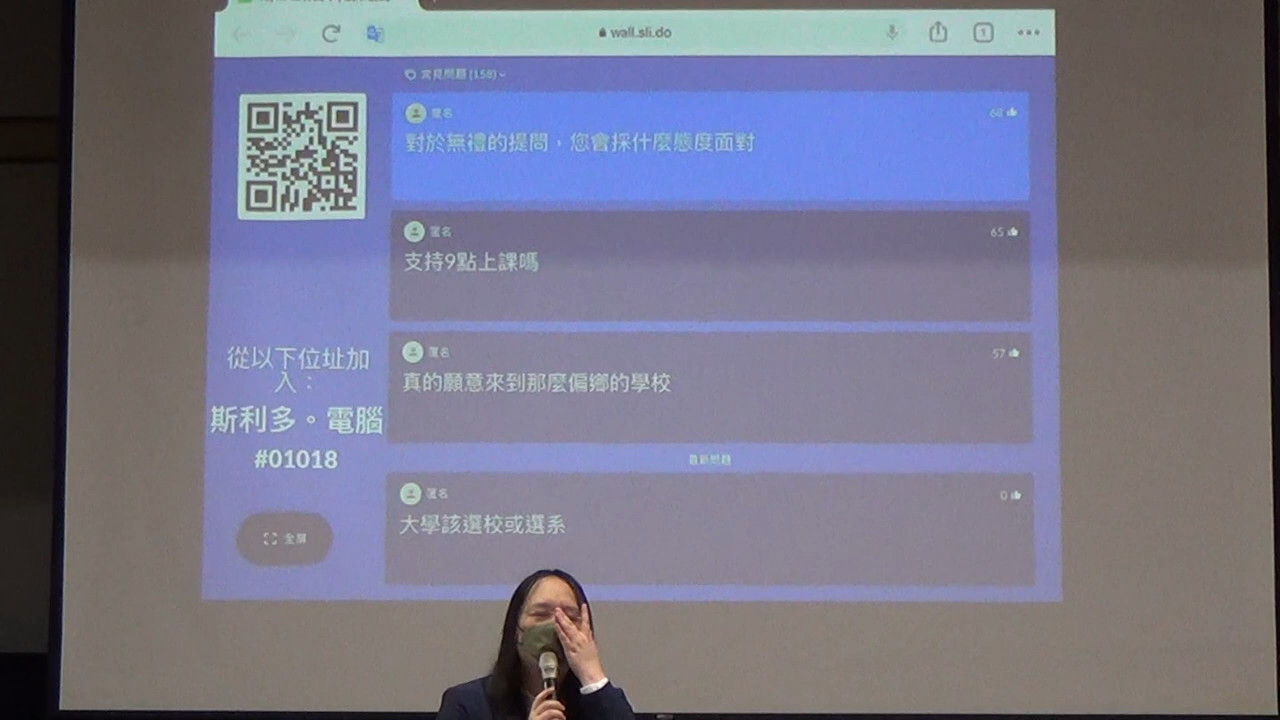 wall.sli.do
1
常見問題 (158)
匿名
68
對於無禮的提問，您會採什麼態度面對
匿名
65
支持9點上課嗎
匿名
57
真的願意來到那麼偏鄉的學校
最新問題
匿名
0
大學該選校或選系
從以下位址加
入：
斯利多。電腦
#01018
全屏